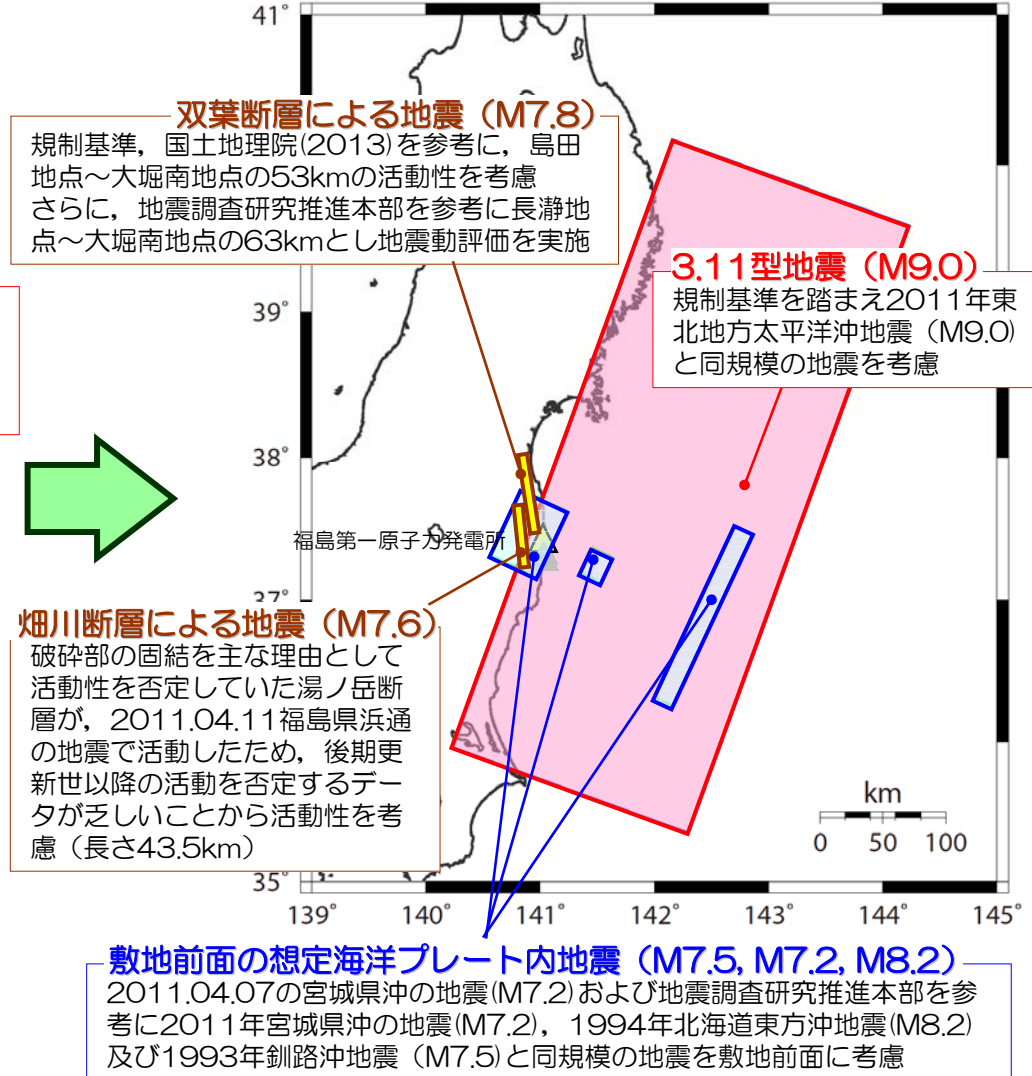 41°
双葉断層による地震（M7.8）
規制基準，国土地理院(2013)を参考に，島田
地点～大堀南地点の53kmの活動性を考慮
さらに，地震調査研究推進本部を参考に長瀞地
点～大堀南地点の63kmとし地震動評価を実施
3.11型地震（M9.0）
規制基準を踏まえ2011年東
北地方太平洋沖地震（M9.0）
と同規模の地震を考慮
39°
38°
福島第一原子力発電所
37°
畑川断層による地震（M7.6）
破砕部の固結を主な理由として
活動性を否定していた湯ノ岳断
層が，2011.04.11福島県浜通
の地震で活動したため，後期更
新世以降の活動を否定するデー
タが乏しいことから活動性を考
慮（長さ43.5km）
km
0 50 100
35°
139° 140° 141° 142° 143° 144° 145°
敷地前面の想定海洋プレート内地震（M7.5, M7.2, M8.2）
2011.04.07の宮城県沖の地震(M7.2)および地震調査研究推進本部を参
考に2011年宮城県沖の地震(M7.2)，1994年北海道東方沖地震(M8.2)
及び1993年釧路沖地震（M7.5）と同規模の地震を敷地前面に考慮